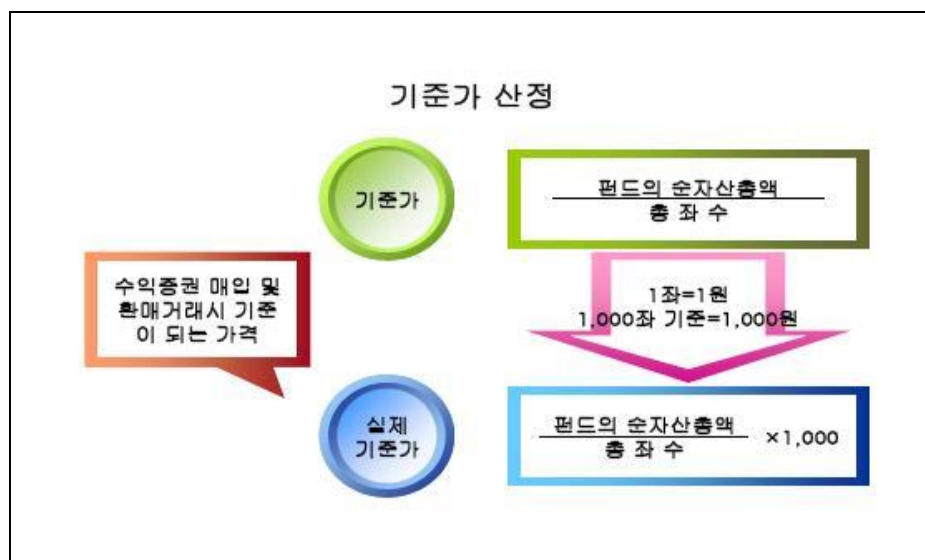 기준가 산정
기준가
펀드의 순자산총액
총 좌 수
수익증권 매입 및
환매거래시 기준
이 되는 가격
1좌=1원
1,000좌 기준=1,000원
실제
기준가
펀드의 순자산총액
총 좌 수
×1,000